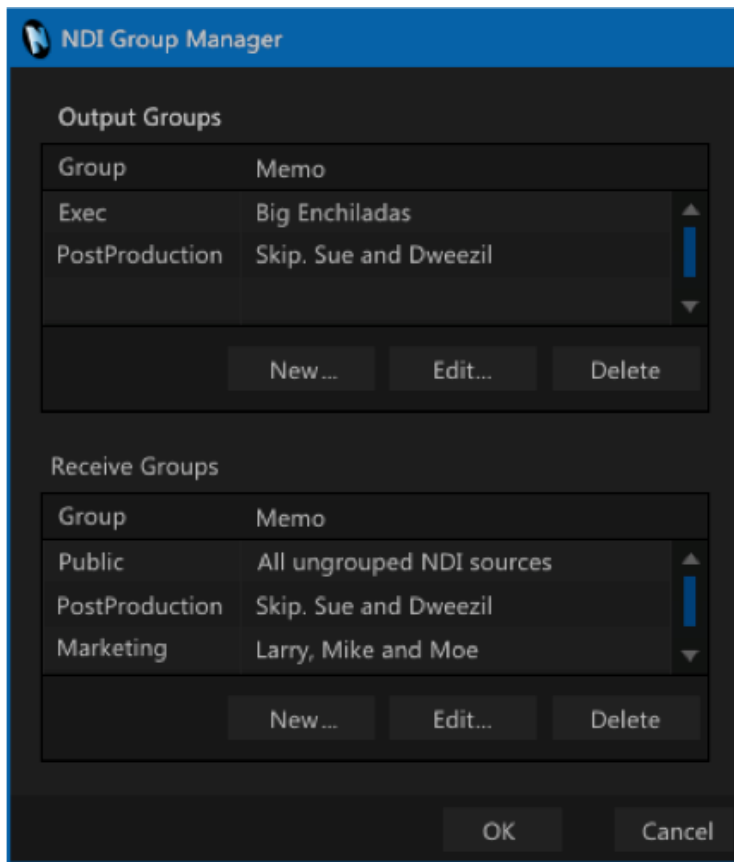 NDI Group Manager
Output Groups
Group Memo
Exec Big Enchiladas
PostProduction Skip. Sue and Dweezil
New... Edit... Delete
Receive Groups
Group Memo
Public All ungrouped NDI sources
PostProduction Skip. Sue and Dweezil
Marketing Larry, Mike and Moe
New... Edit... Delete
OK Cancel